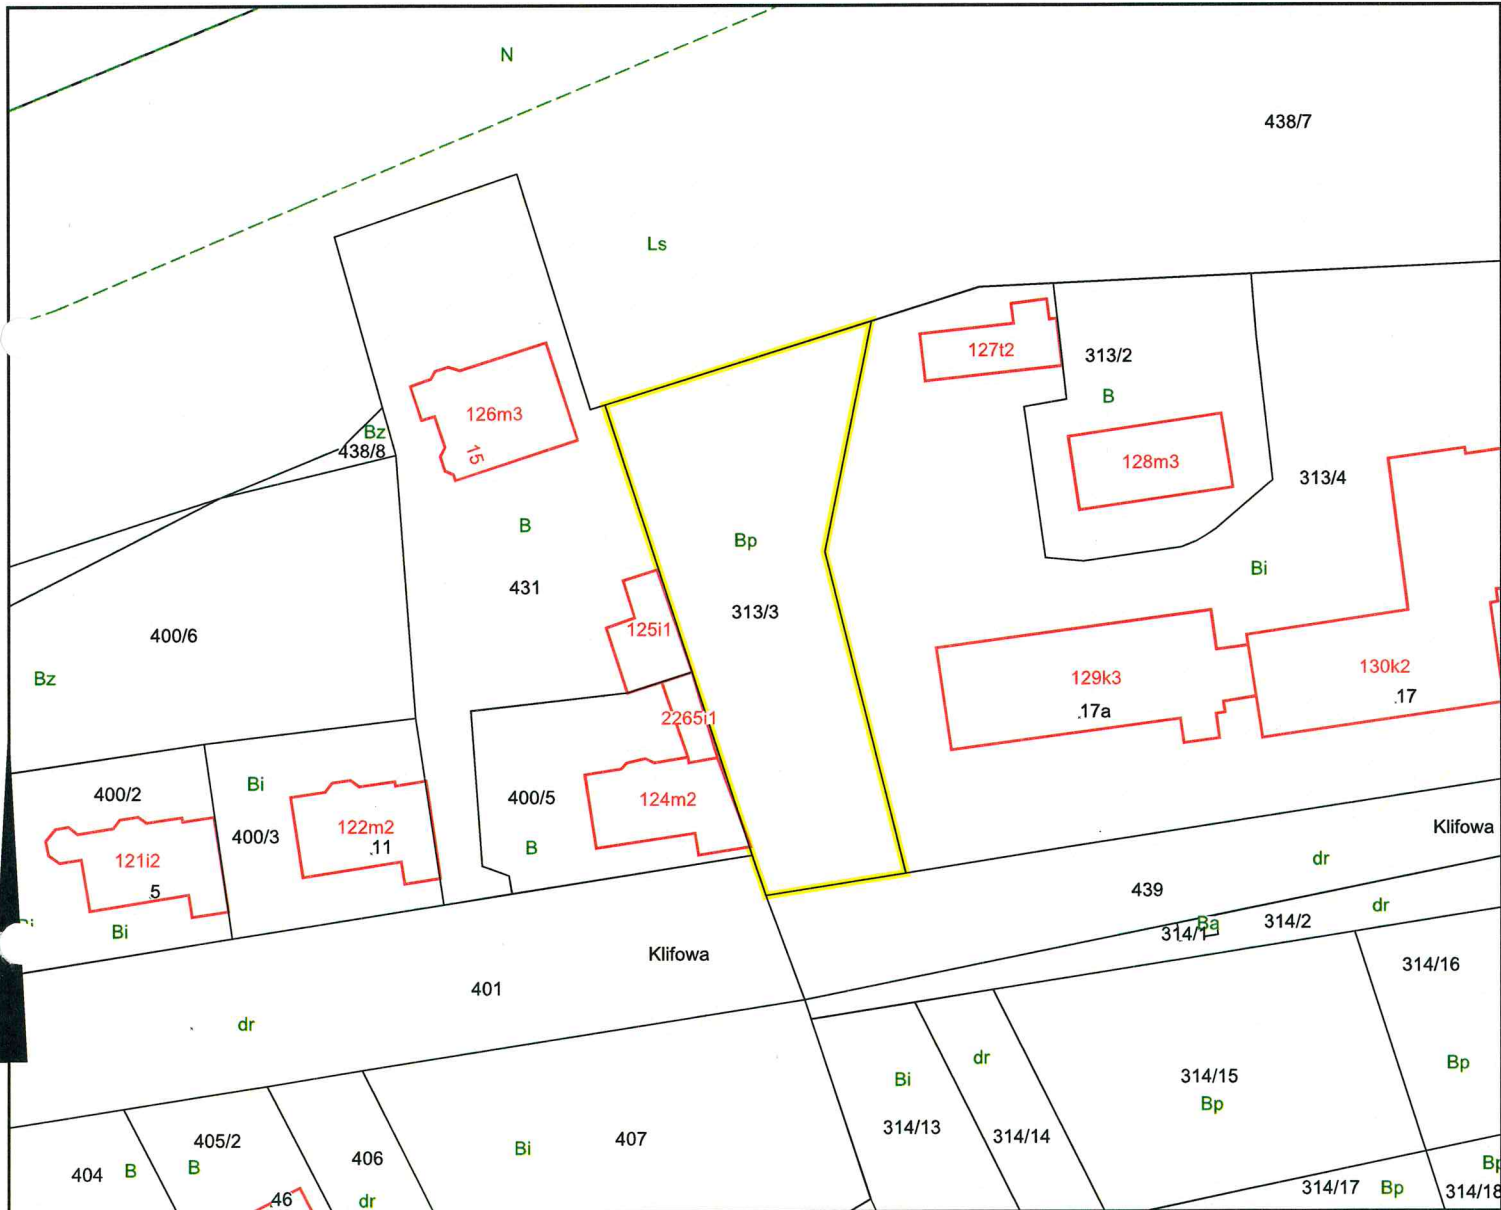 N
438/7
Ls
127t2
313/2
B
126m3
15
Bz
438/8
128m3
313/4
B
Bp
Bi
431
313/3
125i1
400/6
Bz
129k3
.17a
130k2
.17
2265i1
400/2
Bi
400/3
122m2
.11
400/5
B
124m2
121i2
5
Bi
Bi
Klifowa
dr
439
dr
Ba
314/1
314/2
Klifowa
401
dr
314/16
Bp
Bi
314/13
dr
314/14
314/15
Bp
404
B
405/2
B
.46
406
dr
Bi
407
314/17
Bp
Bp
314/18